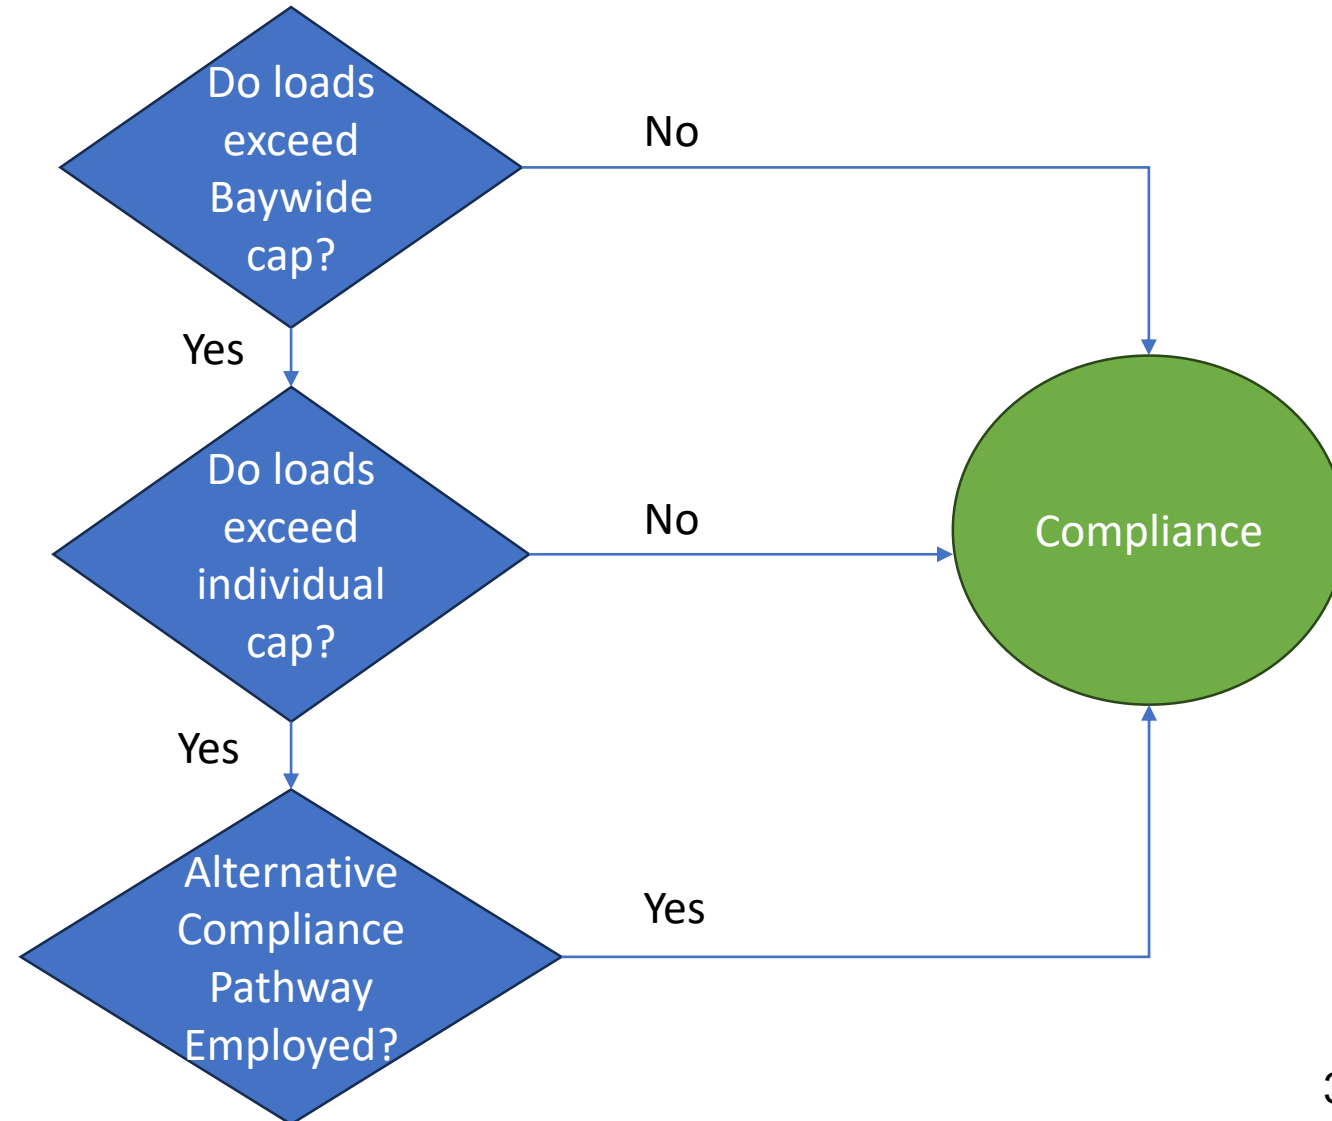 Do loads
exceed
Baywide
cap?
No
Yes
Do loads
exceed
individual
cap?
No
Compliance
Yes
Alternative
Compliance
Pathway
Employed?
Yes
3